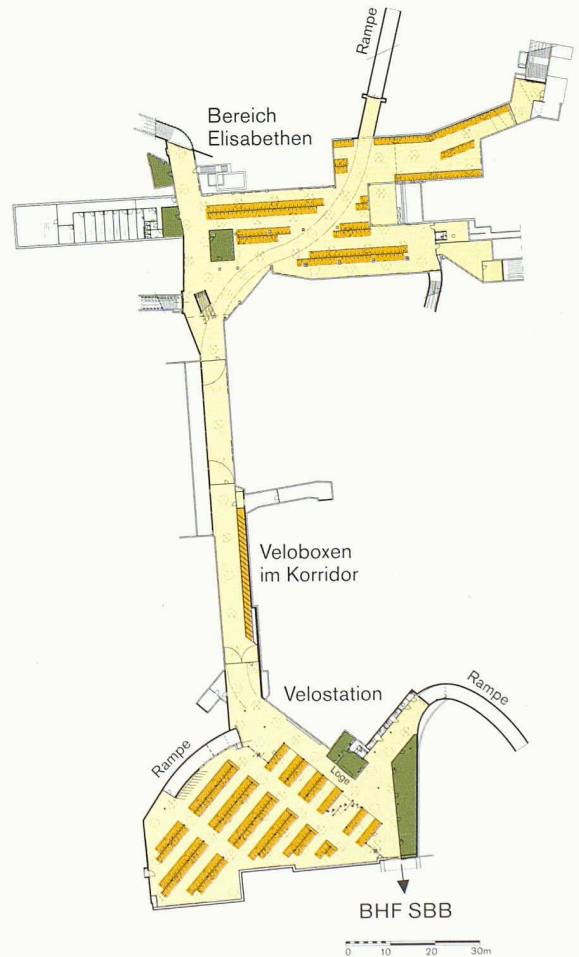 Rampe
Bereich
Elisabethen
Veloboxen
im Korridor
Velostation
Rampe
Rampe
Loge
BHF SBB
0 10 20 30m